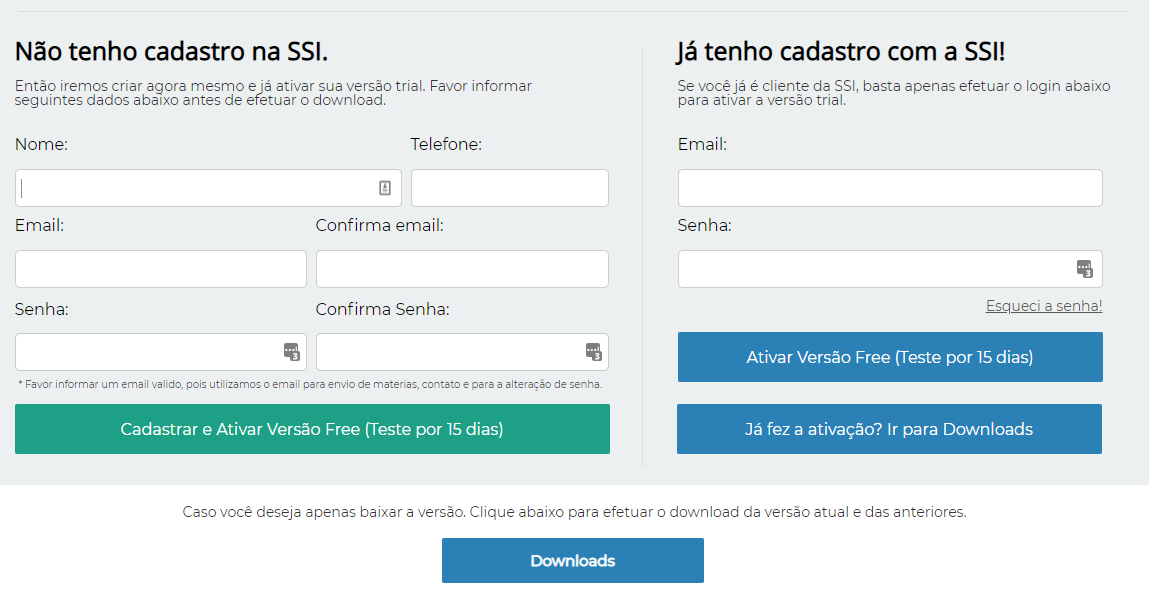 Não tenho cadastro na SSI.
Então iremos criar agora mesmo e já ativar sua versão trial. Favor informar
seguintes dados abaixo antes de efetuar o download.
Nome:
Telefone:
Email:
Confirma email:
Senha:
Confirma Senha:
* Favor informar um email valido, pois utilizamos o email para envio de materias, contato e para a alteração de senha.
Cadastrar e Ativar Versão Free (Teste por 15 dias)
Já tenho cadastro com a SSI!
Se você já é cliente da SSI, basta apenas efetuar o login abaixo
para ativar a versão trial.
Email:
Senha:
Esqueci a senha!
Ativar Versão Free (Teste por 15 dias)
Já fez a ativação? Ir para Downloads
Caso você deseja apenas baixar a versão. Clique abaixo para efetuar o download da versão atual e das anteriores.
Downloads